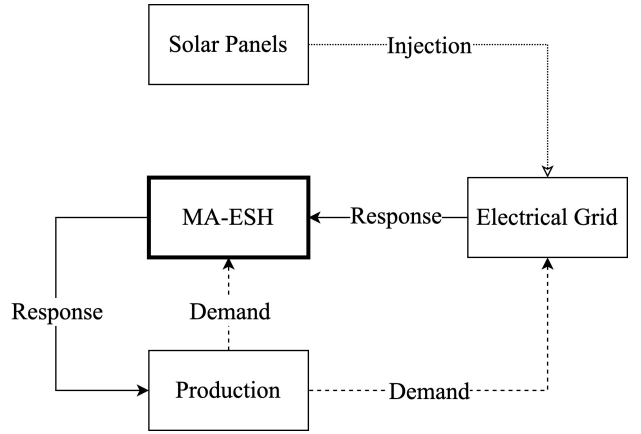 Solar Panels
Injection
MA-ESH
Response
Electrical Grid
Response
Demand
Production
Demand